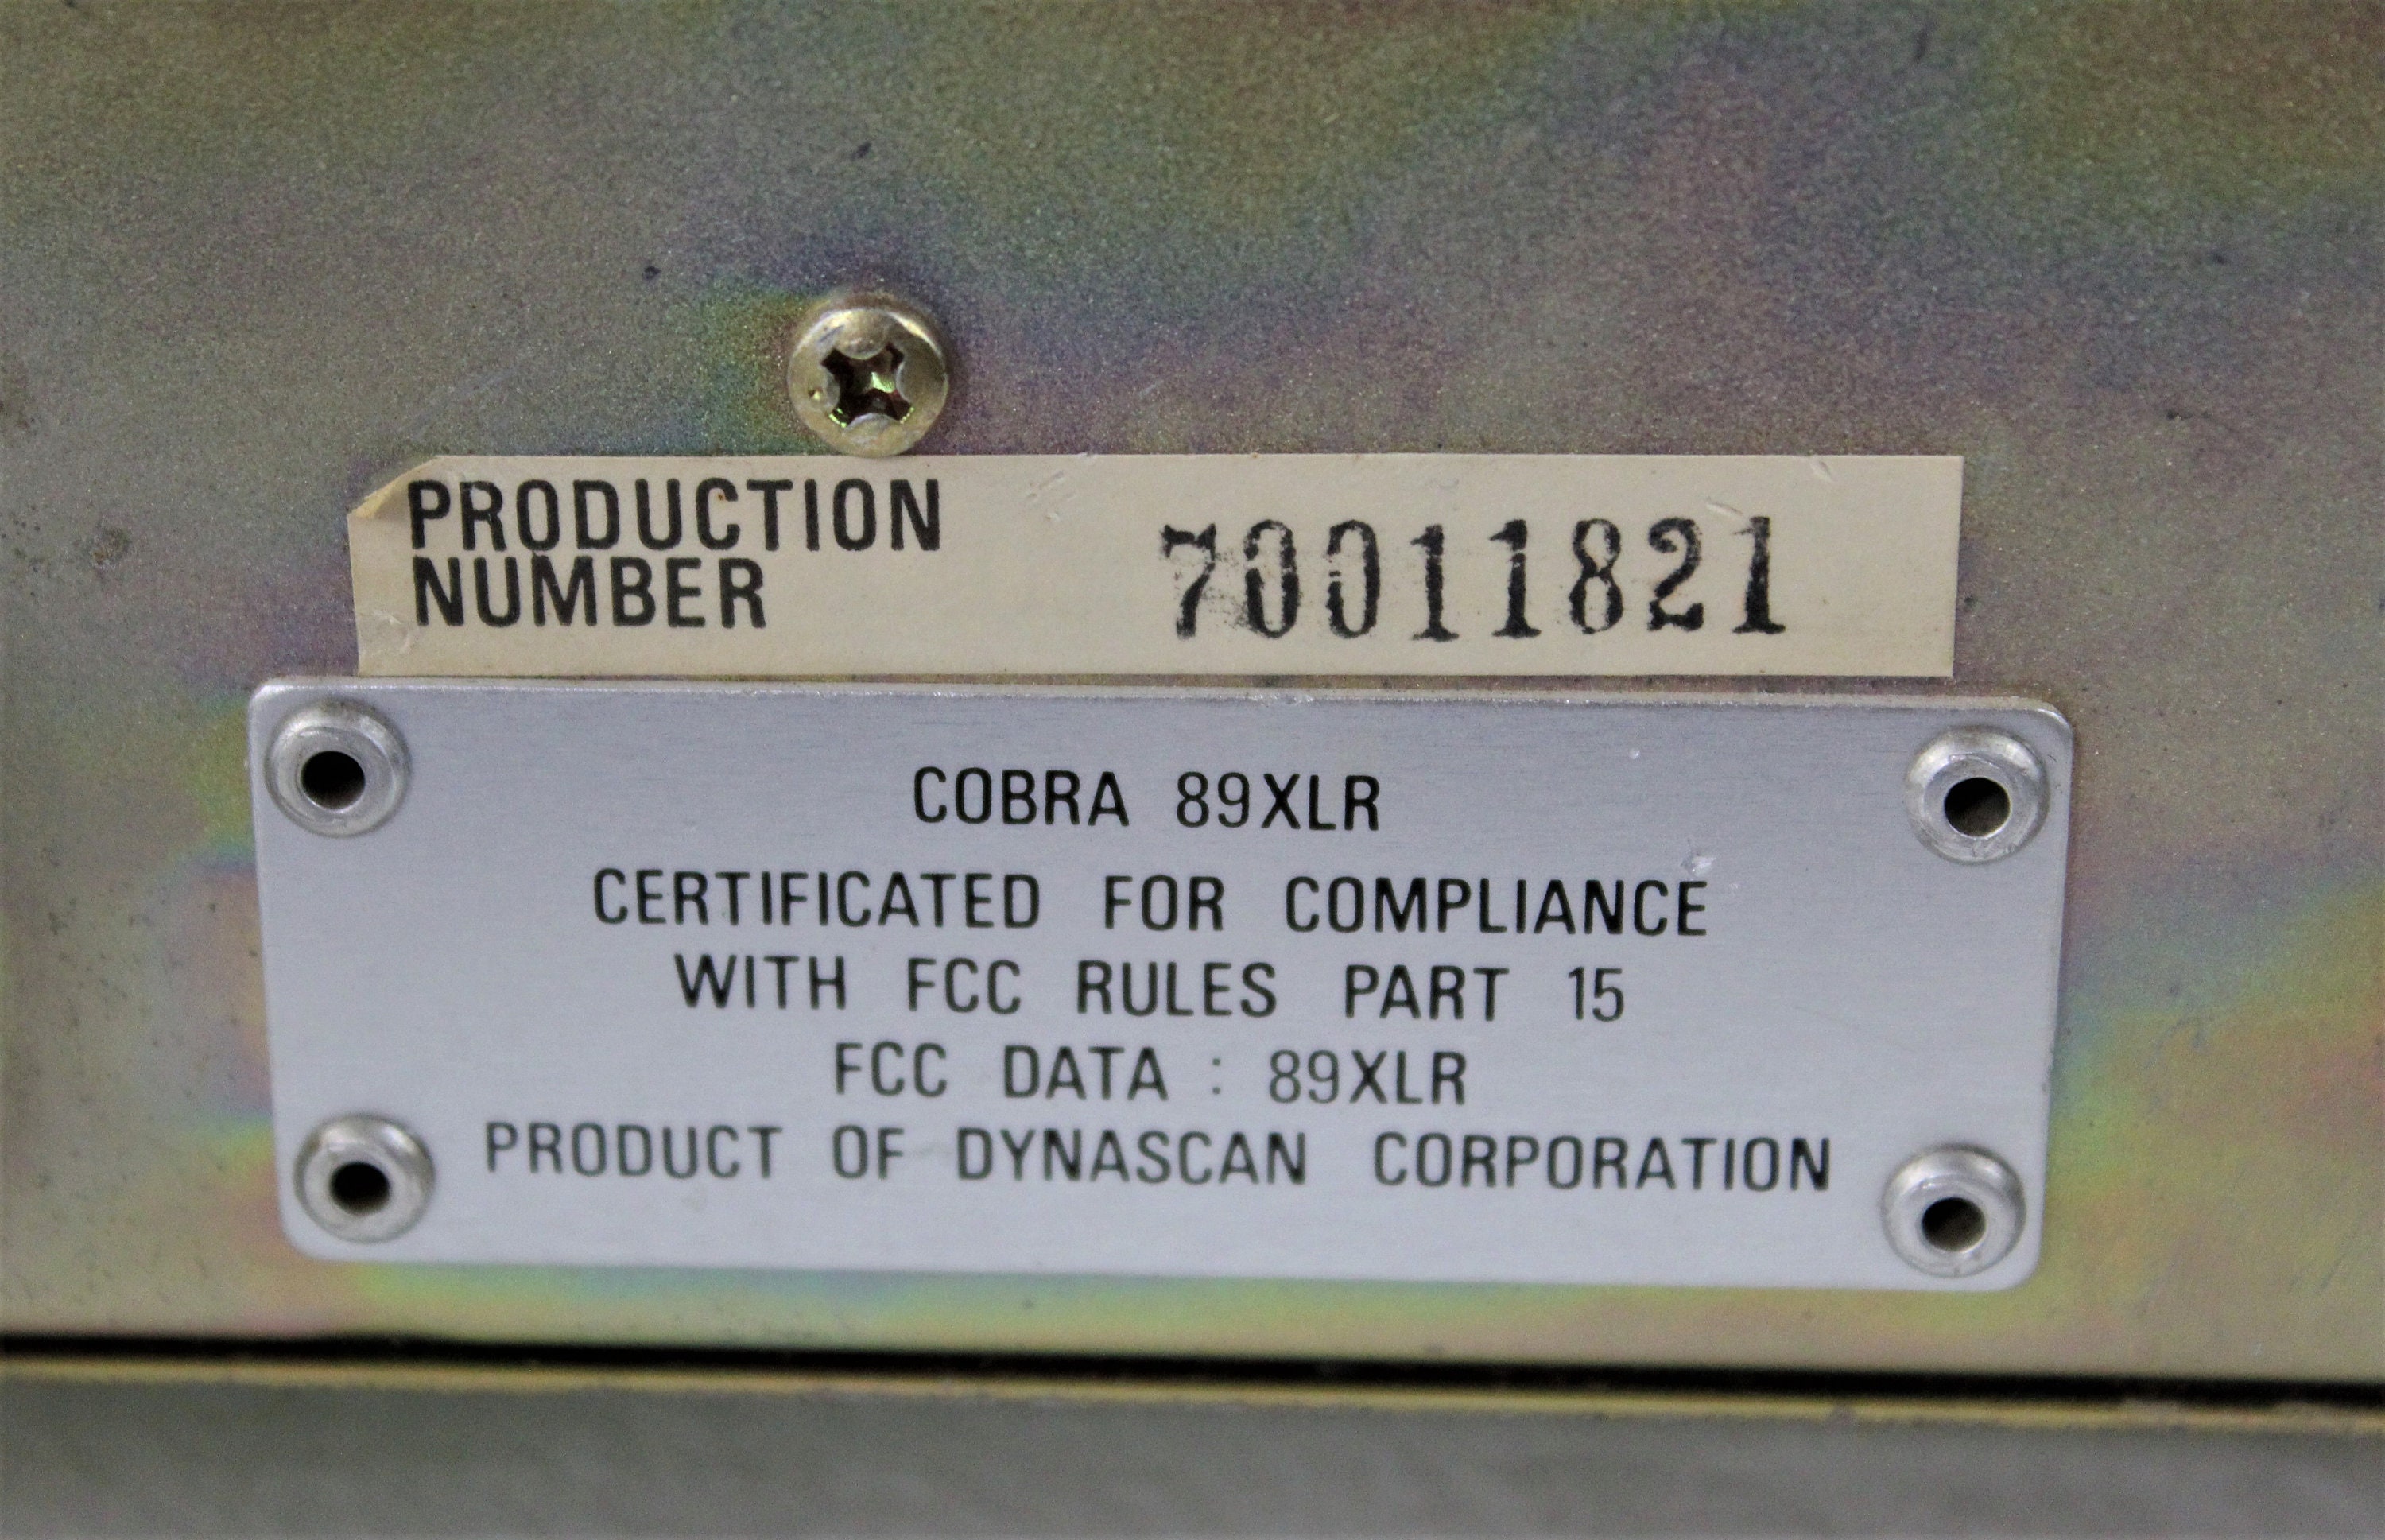 PRODUCTION
NUMBER 70011821
COBRA 89XLR
CERTIFICATED FOR COMPLIANCE
WITH FCC RULES PART 15
FCC DATA : 89XLR
PRODUCT OF DYNASCAN CORPORATION